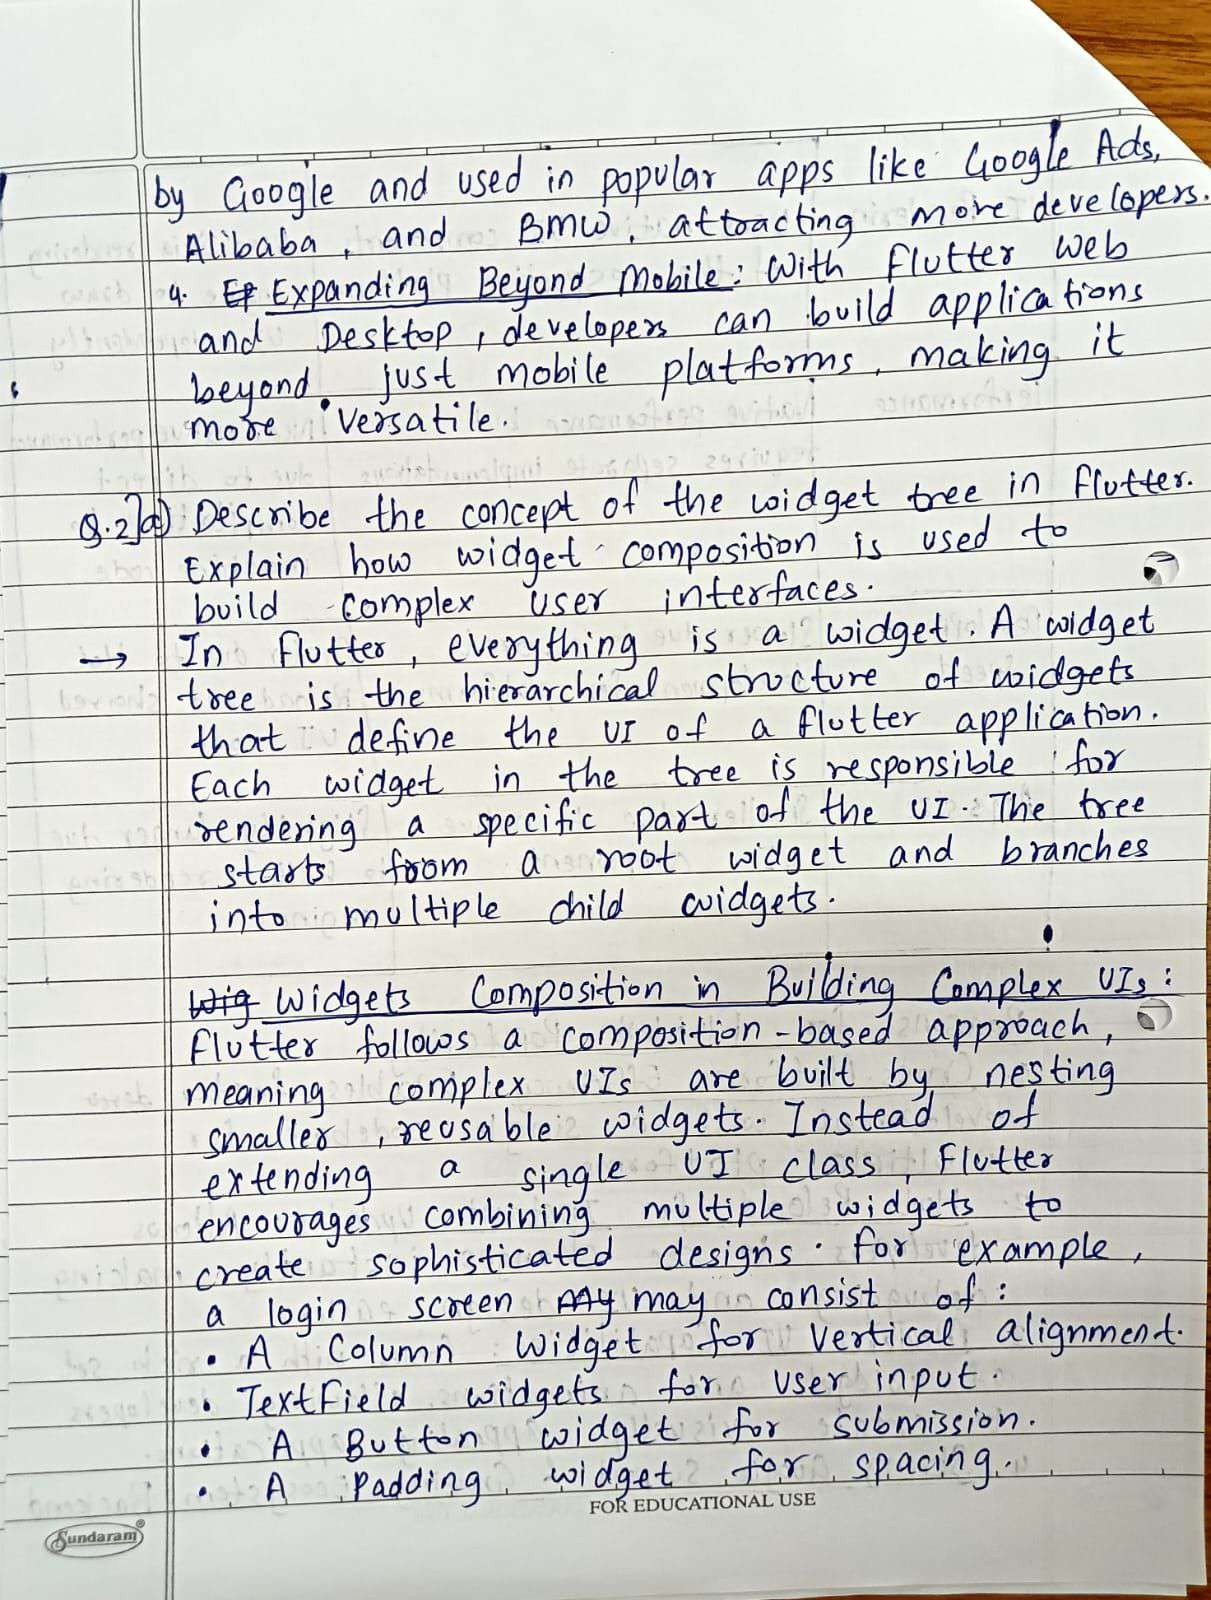 by Google and used in popular apps like Google Ads,
Alibaba, and BMW, attracting more developers.
4. Ex Expanding Beyond Mobile: With Flutter Web
and Desktop, developers can build applications
beyond just mobile platforms, making it
more versatile.
Q.2]a) Describe the concept of the widget tree in Flutter.
Explain how widget composition is used to
build complex user interfaces.
→ In Flutter, everything is a widget. A widget
tree is the hierarchical structure of widgets
that define the UI of a flutter application.
Each widget in the tree is responsible for
rendering a specific part of the UI. The tree
starts from a root widget and branches
into multiple child widgets.
Wig Widgets Composition in Building Complex UIs:
Flutter follows a composition-based approach,
meaning complex UIs are built by nesting
smaller, reusable widgets. Instead of
extending a single UI class, Flutter
encourages combining multiple widgets to
create sophisticated designs. For example,
a login screen may consist of:
• A Column Widget for vertical alignment.
• TextField widgets for user input.
• A Button widget for submission.
• A Padding widget for spacing.
FOR EDUCATIONAL USE
Sundaram®